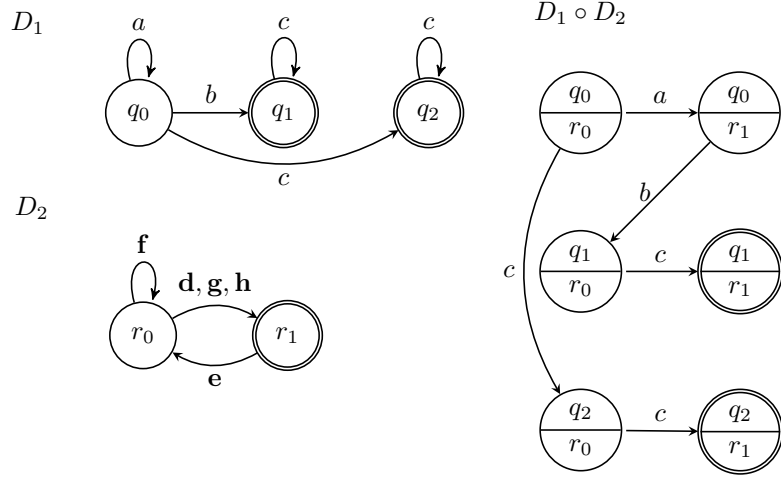 D₁
a
c
c
q₀
b
q₁
q₂
c
D₂
f
d, g, h
r₀
r₁
e
D₁ ∘ D₂
q₀
r₀
a
q₀
r₁
b
c
q₁
r₀
c
q₁
r₁
q₂
r₀
c
q₂
r₁